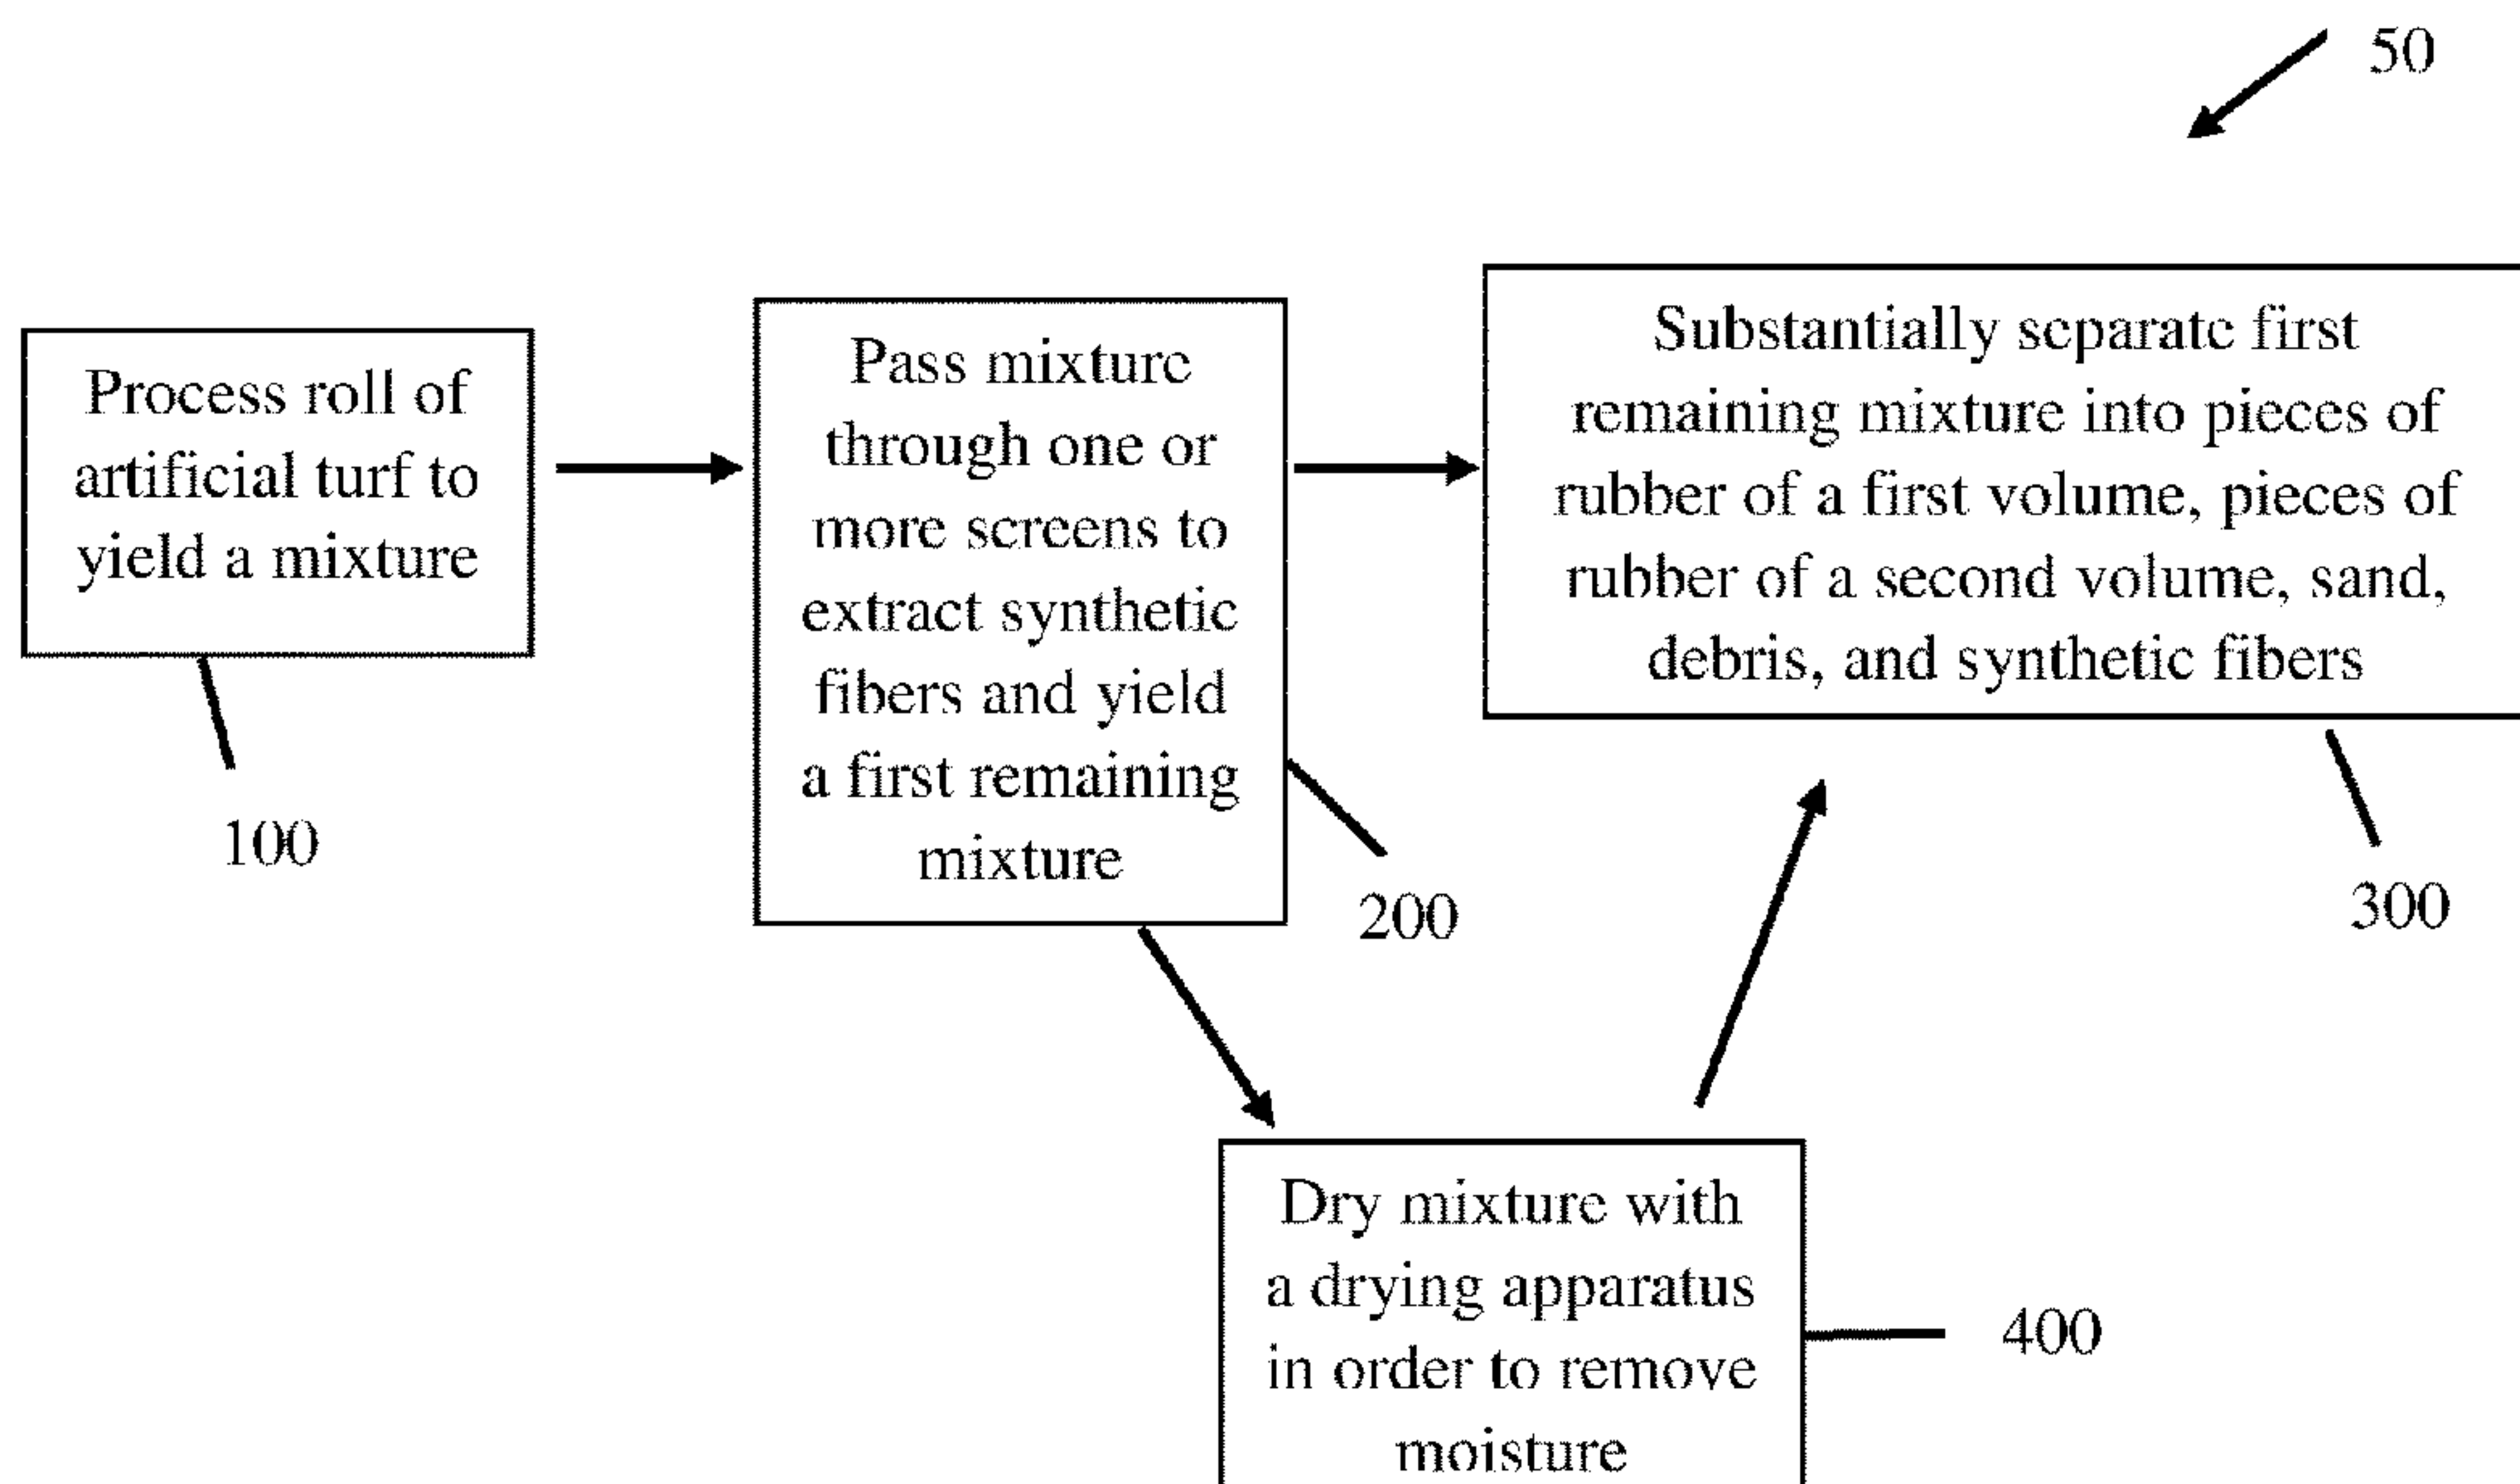 50
Process roll of
artificial turf to
yield a mixture
100
Pass mixture
through one or
more screens to
extract synthetic
fibers and yield
a first remaining
mixture
200
Substantially separate first
remaining mixture into pieces of
rubber of a first volume, pieces of
rubber of a second volume, sand,
debris, and synthetic fibers
300
Dry mixture with
a drying apparatus
in order to remove
moisture
400